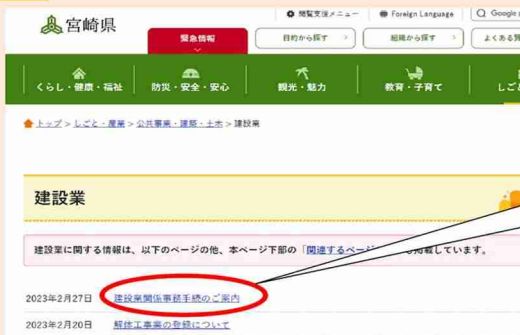 宮崎県
閲覧支援メニュー
Foreign Language
Google
緊急情報
目的から探す
組織から探す
よくある質
くらし・健康・福祉
防災・安全・安心
観光・魅力
教育・子育て
しごと
トップ > しごと・産業 > 公共事業・建築・土木 > 建設業
建設業
建設業に関する情報は、以下のページの他、本ページ下部の「関連するペー 掲載しています。
2023年2月27日 建設業関係事務手続のご案内
2023年2月20日 解体工事業の登録について